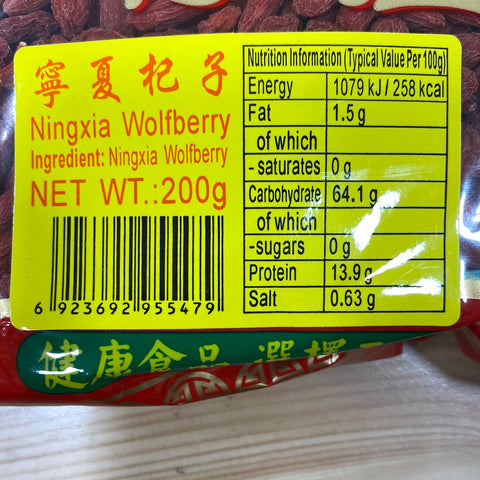 寧夏杞子
Ningxia Wolfberry
Ingredient: Ningxia Wolfberry
NET WT.:200g
6 923692 955479
Nutrition Information (Typical Value Per 100g)
Energy 1079 kJ / 258 kcal
Fat 1.5 g
of which
- saturates 0 g
Carbohydrate 64.1 g
of which
-sugars 0 g
Protein 13.9 g
Salt 0.63 g
健康食品 選擇